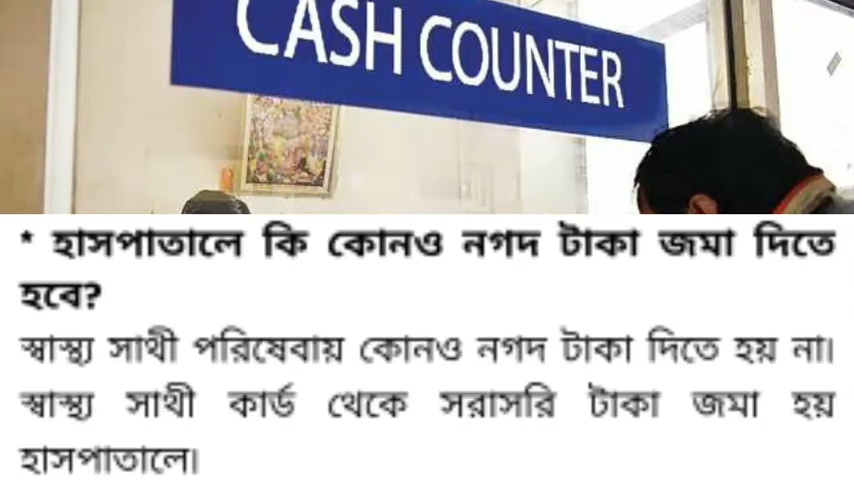 CASH COUNTER
* হাসপাতালে কি কোনও নগদ টাকা জমা দিতে
হবে?
স্বাস্থ্য সাথী পরিষেবায় কোনও নগদ টাকা দিতে হয় না।
স্বাস্থ্য সাথী কার্ড থেকে সরাসরি টাকা জমা হয়
হাসপাতালে।